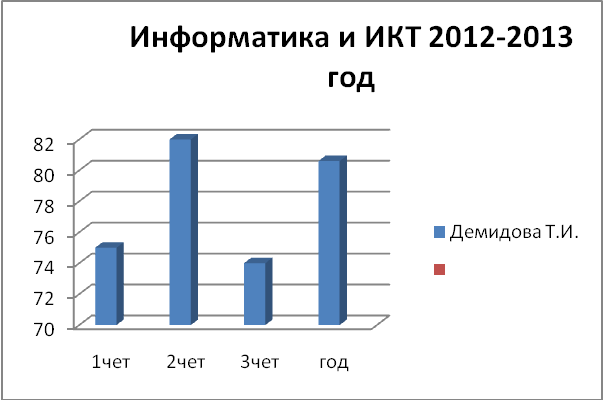 Информатика и ИКТ 2012-2013
год
82
80
78
76
74
72
70
1чет 2чет 3чет год
Демидова Т.И.